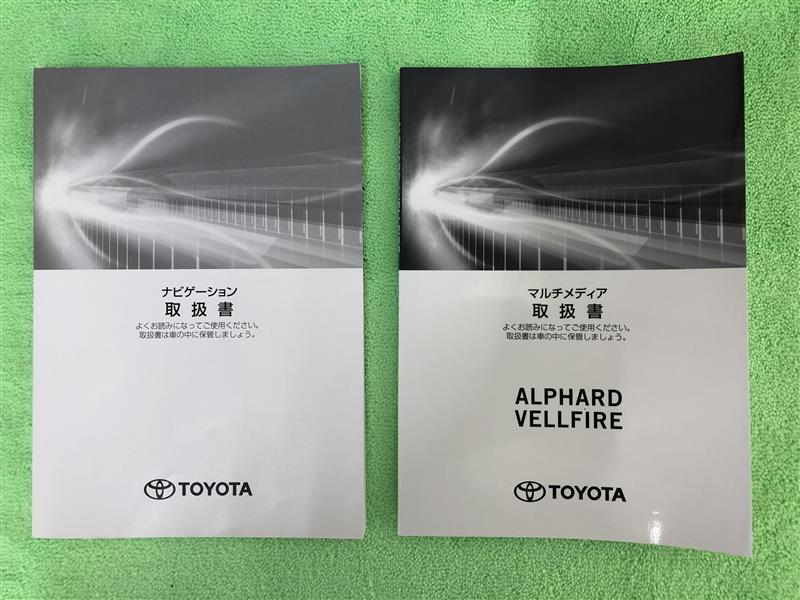 ナビゲーション
取扱書
よくお読みになってご使用ください。
取扱書は車の中に保管しましょう。
TOYOTA
マルチメディア
取扱書
よくお読みになってご使用ください。
取扱書は車の中に保管しましょう。
ALPHARD
VELLFIRE
TOYOTA